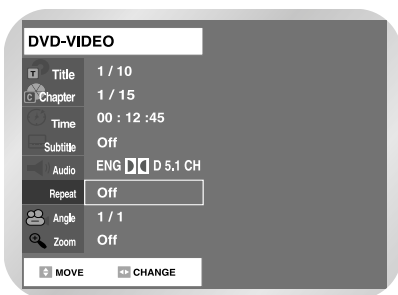 DVD-VIDEO
T Title 1 / 10
C Chapter 1 / 15
Time 00 : 12 :45
Subtitle Off
Audio ENG D 5.1 CH
Repeat Off
Angle 1 / 1
Zoom Off
MOVE CHANGE